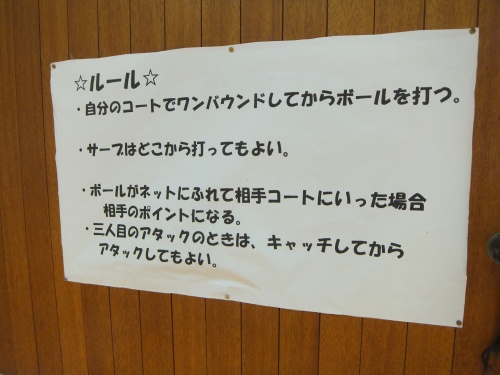 ☆ルール☆
・自分のコートでワンバウンドしてからボールを打つ。
・サーブはどこから打ってもよい。
・ボールがネットにふれて相手コートにいった場合
相手のポイントになる。
・三人目のアタックのときは、キャッチしてから
アタックしてもよい。